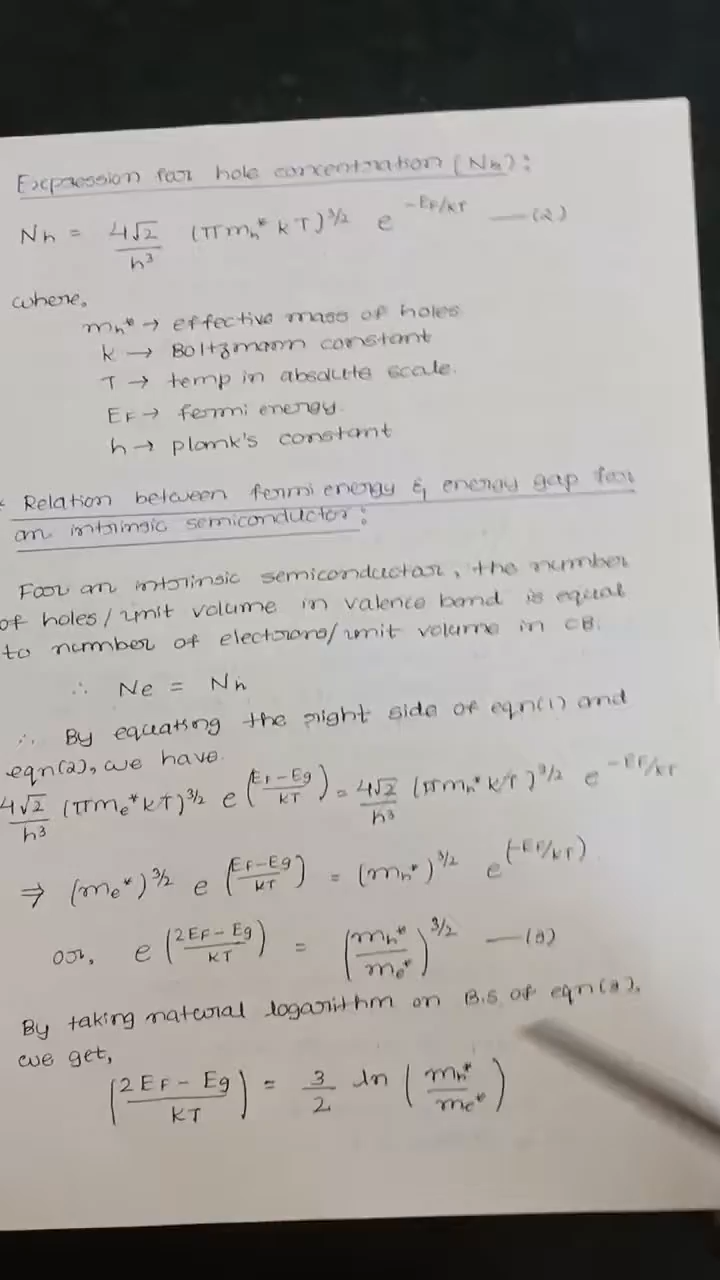 Expression for hole concentration (Nh):
Nh = 4√2/h³ (πmh* kT)^3/2 e^-EF/kT —(2)
where,
mh* → effective mass of holes
k → Boltzmann constant
T → temp in absolute scale.
EF → fermi energy.
h → plank's constant
Relation between fermi energy & energy gap for
an intrinsic semiconductor:
For an intrinsic semiconductor, the number
of holes/unit volume in valence band is equal
to number of electrons/unit volume in CB.
∴ Ne = Nh
∴ By equating the right side of eqn(1) and
eqn(2), we have.
4√2/h³ (πme* kT)^3/2 e^(EF-Eg/kT) = 4√2/h³ (πmh* kT)^3/2 e^-EF/kT
⇒ (me*)^3/2 e^(EF-Eg/kT) = (mh*)^3/2 e^(-EF/kT)
or, e^(2EF-Eg/kT) = (mh*/me*)^3/2 —(3)
By taking natural logarithm on B.S of eqn(3),
we get,
(2EF-Eg/kT) = 3/2 ln (mh*/me*)